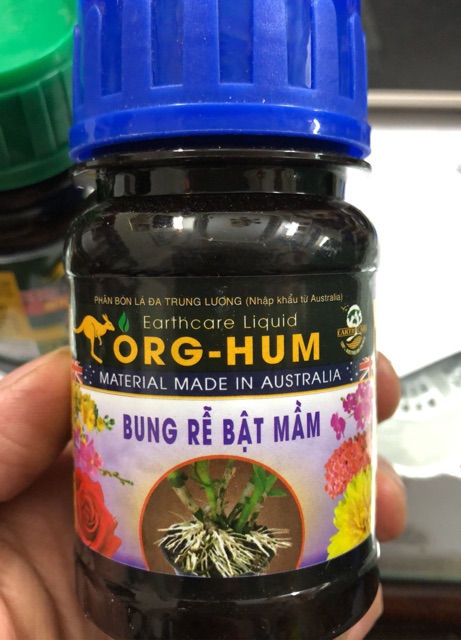 PHÂN BÓN LÁ ĐA TRUNG LƯỢNG (Nhập khẩu từ Australia)
Earthcare Liquid
ORG-HUM
MATERIAL MADE IN AUSTRALIA
BUNG RỄ BẬT MẦM